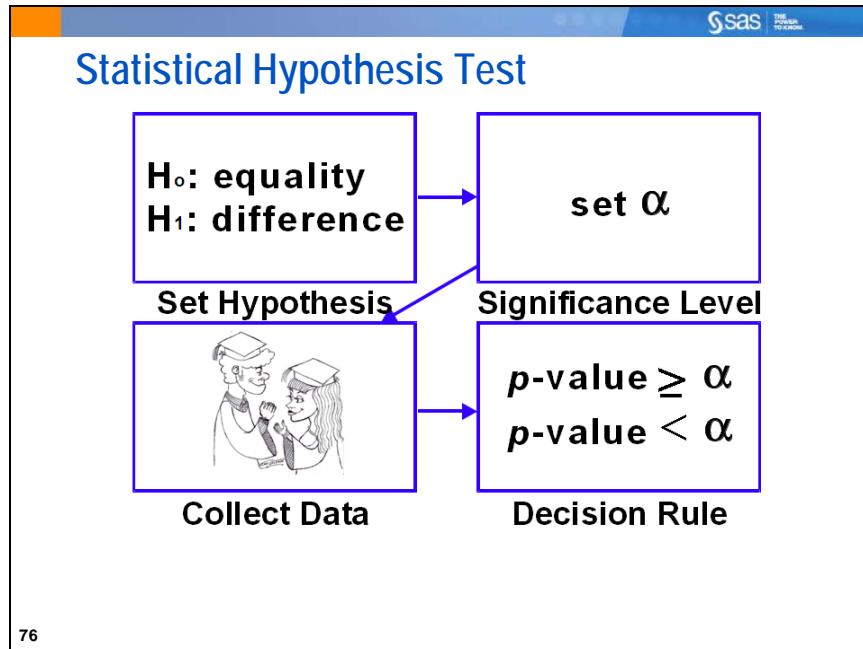 sas THE POWER TO KNOW.
Statistical Hypothesis Test
H₀: equality
H₁: difference
Set Hypothesis
set α
Significance Level
Collect Data
p-value ≥ α
p-value < α
Decision Rule
76